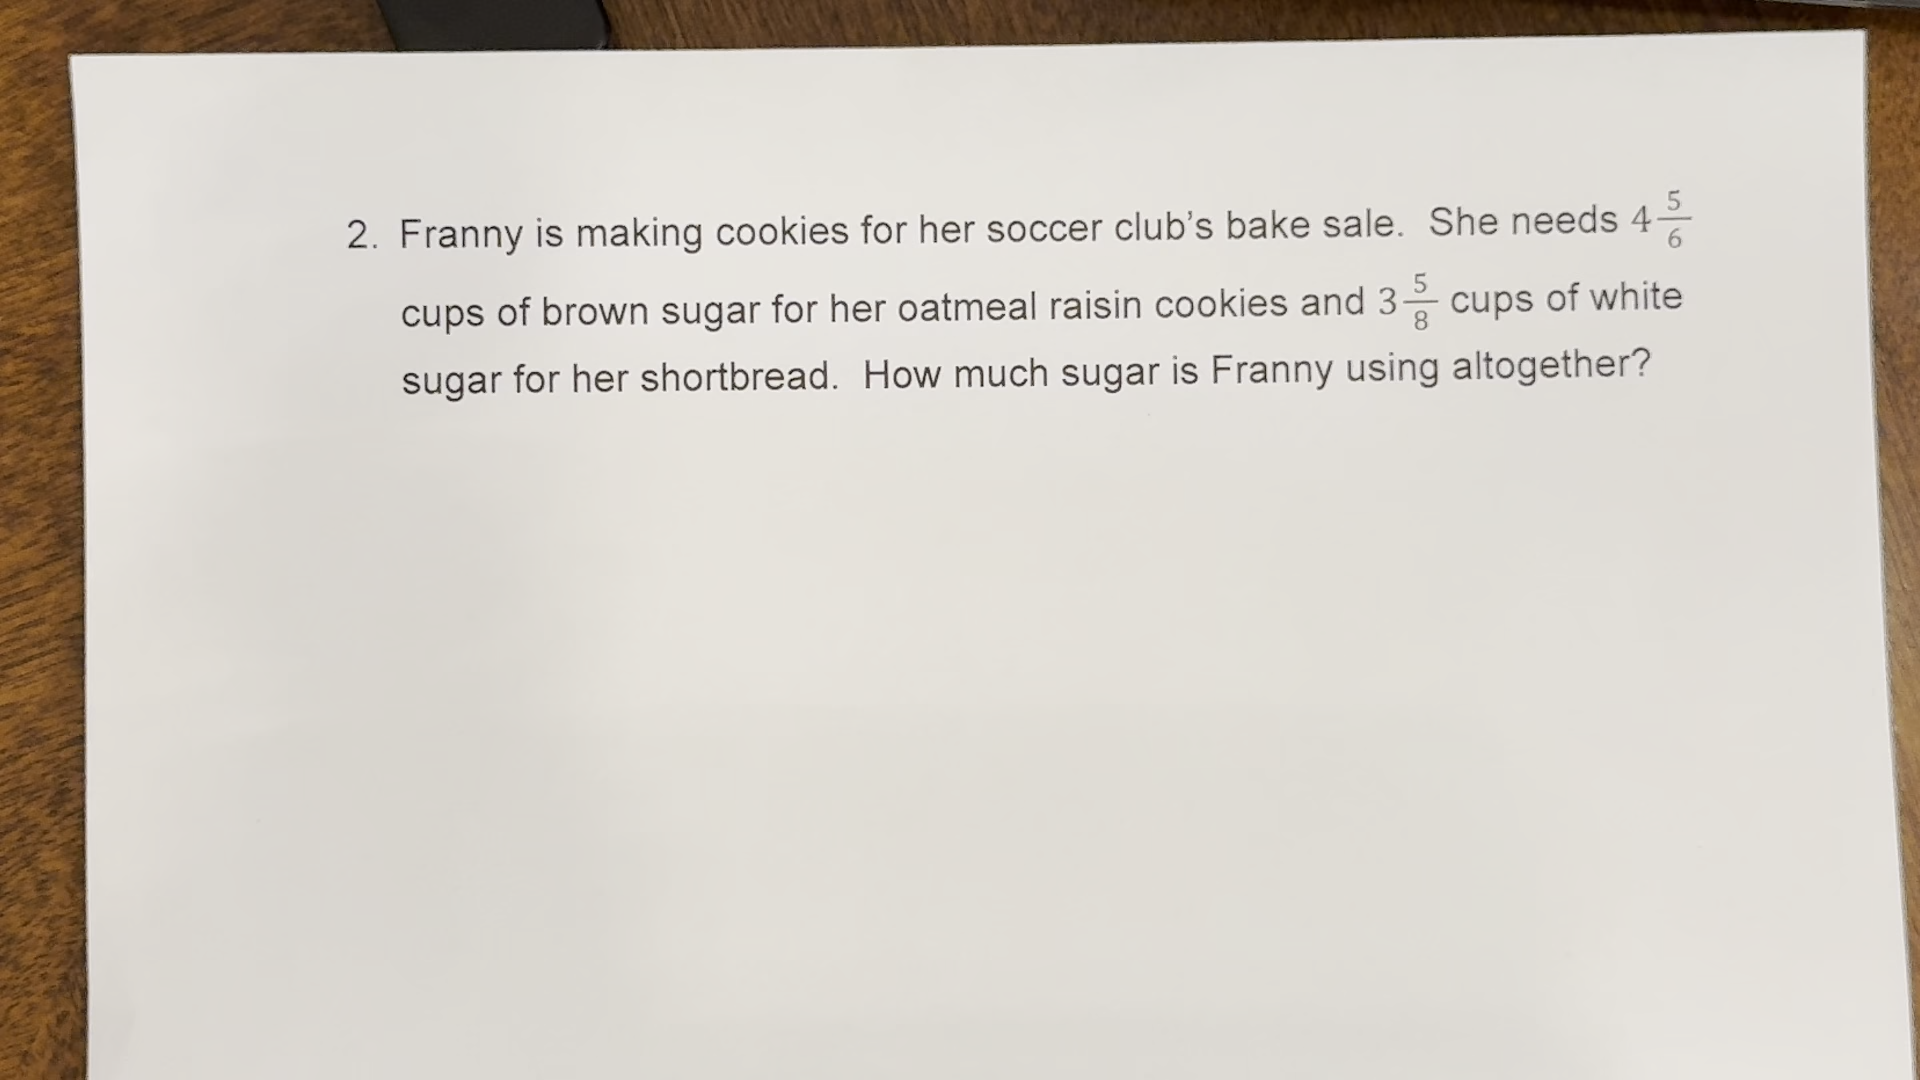 2. Franny is making cookies for her soccer club's bake sale. She needs 4 5/6
cups of brown sugar for her oatmeal raisin cookies and 3 5/8 cups of white
sugar for her shortbread. How much sugar is Franny using altogether?